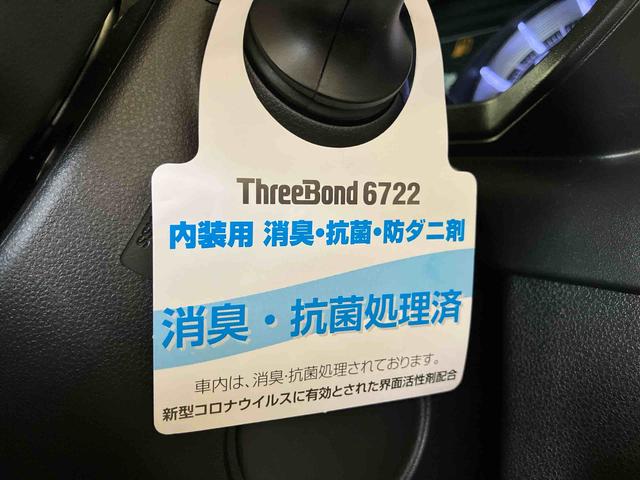 ThreeBond 6722
内装用 消臭・抗菌・防ダニ剤
消臭・抗菌処理済
車内は、消臭・抗菌処理されております。
新型コロナウイルスに有効とされた界面活性剤配合